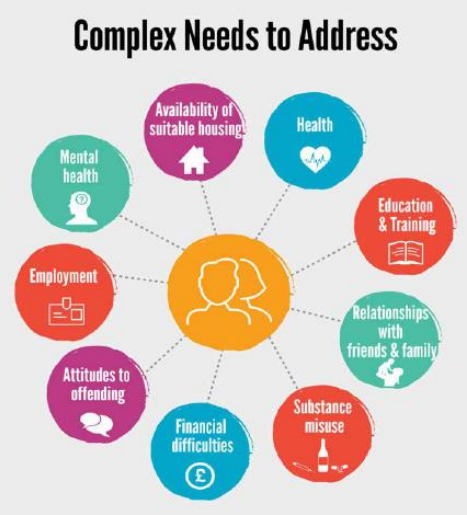 Complex Needs to Address
Availability of
suitable housing
Health
Mental
health
Education
& Training
Employment
Relationships
with
friends & family
Attitudes to
offending
Substance
misuse
Financial
difficulties
?
£